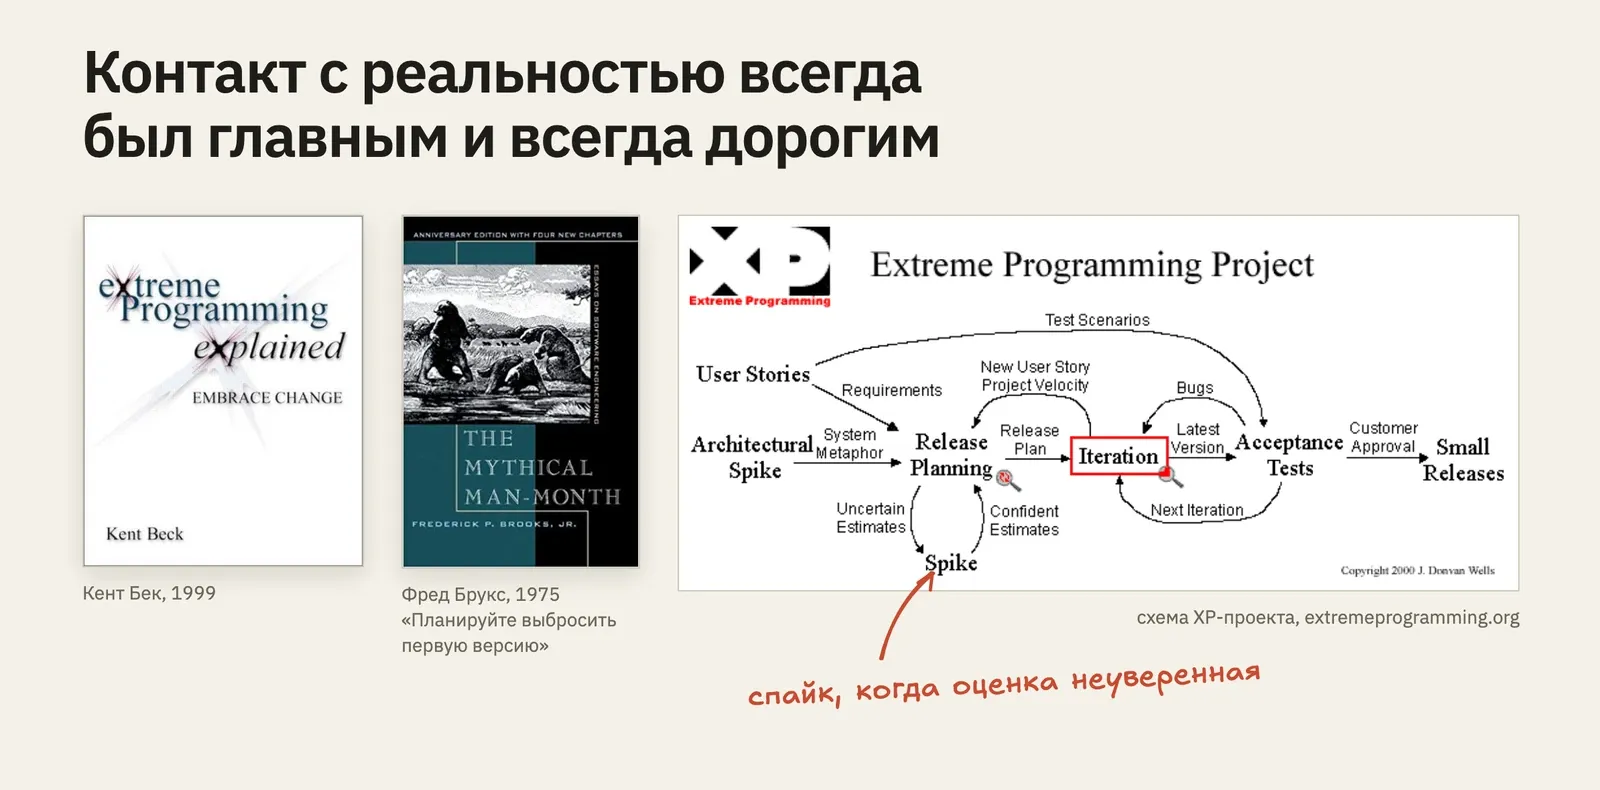 Контакт с реальностью всегда
был главным и всегда дорогим
extreme
Programming
explained
EMBRACE CHANGE
Kent Beck
Кент Бек, 1999
ANNIVERSARY EDITION WITH FOUR NEW CHAPTERS
ESSAYS ON SOFTWARE ENGINEERING
THE
MYTHICAL
MAN-MONTH
FREDERICK P. BROOKS, JR.
Фред Брукс, 1975
«Планируйте выбросить
первую версию»
XP
Extreme Programming
Extreme Programming Project
Test Scenarios
User Stories
Requirements
New User Story
Project Velocity
Bugs
Architectural
Spike
System
Metaphor
Release
Planning
Release
Plan
Iteration
Latest
Version
Acceptance
Tests
Customer
Approval
Small
Releases
Uncertain
Estimates
Confident
Estimates
Next Iteration
Spike
Copyright 2000 J. Donvan Wells
схема XP-проекта, extremeprogramming.org
спайк, когда оценка неуверенная